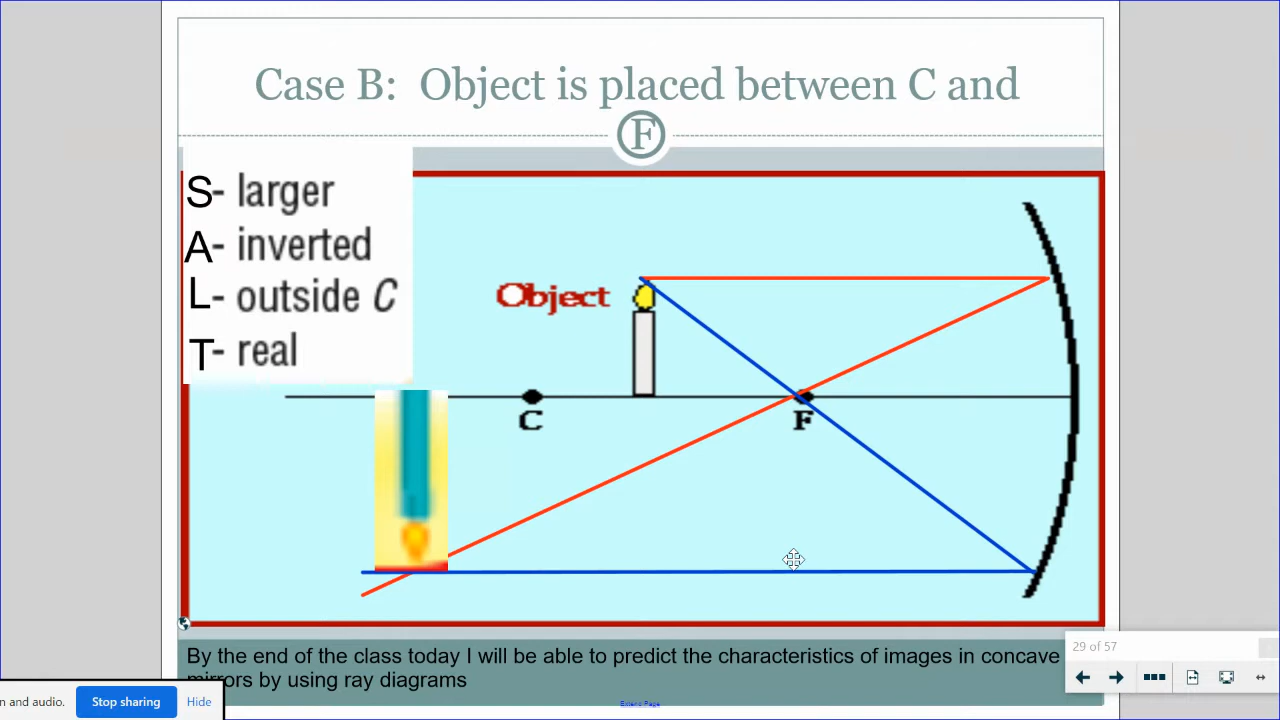 Case B: Object is placed between C and
F
S- larger
A- inverted
L- outside C
T- real
Object
C
F
By the end of the class today I will be able to predict the characteristics of images in concave
mirrors by using ray diagrams
29 of 57
n and audio.
Stop sharing
Hide
Extend Page